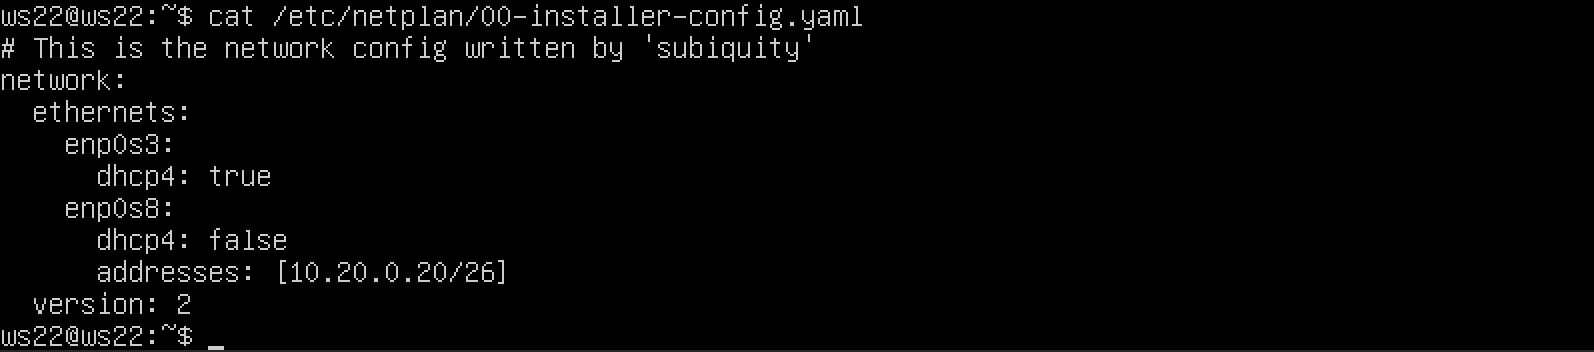 ws22@ws22:~$ cat /etc/netplan/00-installer-config.yaml
# This is the network config written by 'subiquity'
network:
  ethernets:
    enp0s3:
      dhcp4: true
    enp0s8:
      dhcp4: false
      addresses: [10.20.0.20/26]
  version: 2
ws22@ws22:~$ _